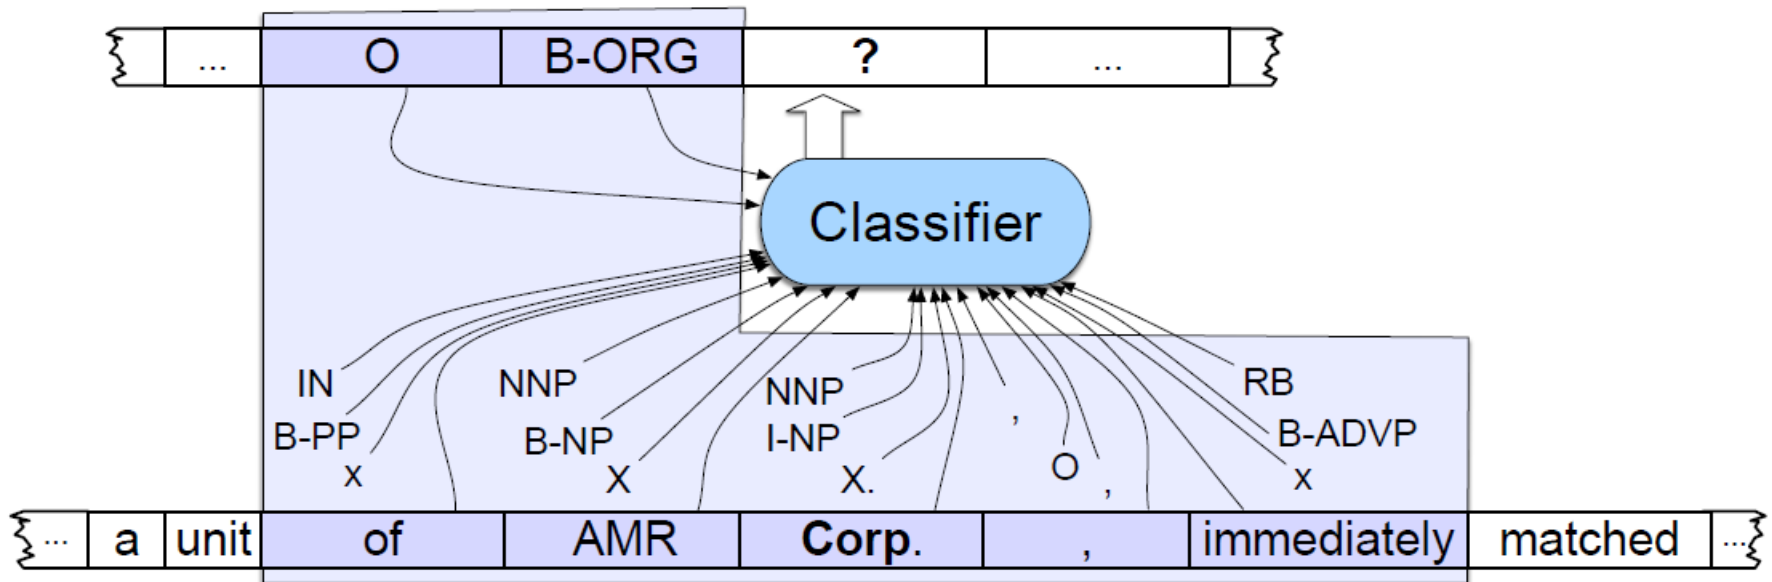 ... O B-ORG ? ...
Classifier
IN NNP NNP , RB
B-PP B-NP I-NP O B-ADVP
x X X. , x
... a unit of AMR Corp. , immediately matched ...